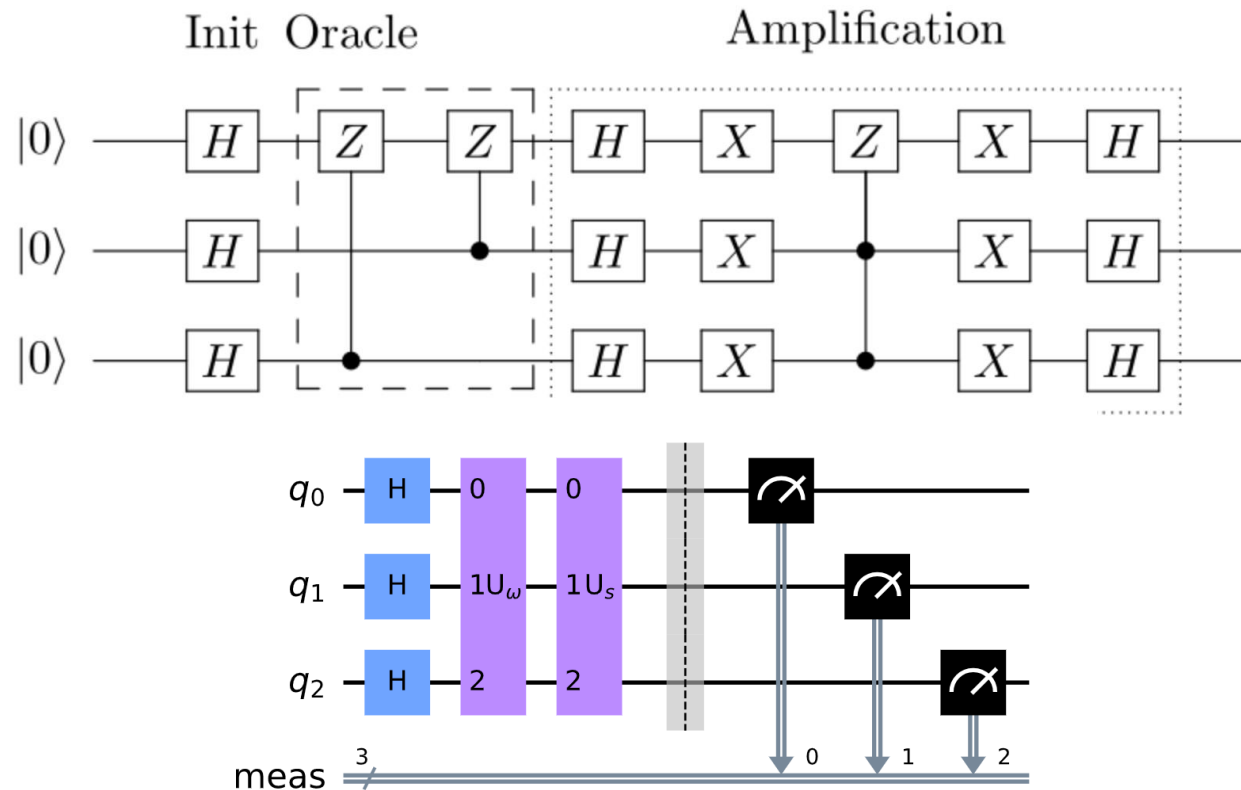 Init Oracle Amplification
|0⟩ H Z Z H X Z X H
|0⟩ H H X X H
|0⟩ H H X X H
q0 H 0 0
q1 H 1Uω 1Us
q2 H 2 2
meas 3 0 1 2